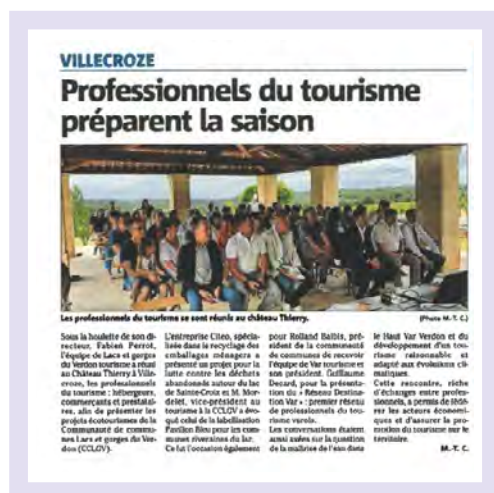 VILLECROZE
Professionnels du tourisme
préparent la saison
Les professionnels du tourisme se sont réunis au château Thierry.
(Photo M.-T. C.)
Sous la houlette de son di-
recteur, Fabien Perrot,
l'équipe de Lacs et gorges
du Verdon tourisme a réuni
au Château Thierry à Ville-
croze, les professionnels
du tourisme : hébergeurs,
commerçants et prestatai-
res, afin de présenter les
projets écotourismes de la
Communauté de commu-
nes Lacs et gorges du Ver-
don (CCLGV).
L'entreprise Citeo, spécia-
lisée dans le recyclage des
emballages ménagers a
présenté un projet pour la
lutte contre les déchets
abandonnés autour du lac
de Sainte-Croix et M. Mor-
delet, vice-président au
tourisme à la CCLGV a évo-
qué celui de la labellisation
Pavillon Bleu pour les com-
munes riveraines du lac.
Ce fut l'occasion également
pour Rolland Balbis, pré-
sident de la communauté
de communes de recevoir
l'équipe de Var tourisme et
son président, Guillaume
Decard, pour la présenta-
tion du « Réseau Destina-
tion Var » : premier réseau
de professionnels du tou-
risme varois.
Les conversations étaient
aussi axées sur la question
de la maîtrise de l'eau dans
le Haut Var Verdon et du
développement d'un tou-
risme raisonnable et
adapté aux évolutions cli-
matiques.
Cette rencontre, riche
d'échanges entre profes-
sionnels, a permis de fédé-
rer les acteurs économi-
ques et d'assurer la pro-
motion du tourisme sur le
territoire.
M.-T. C.